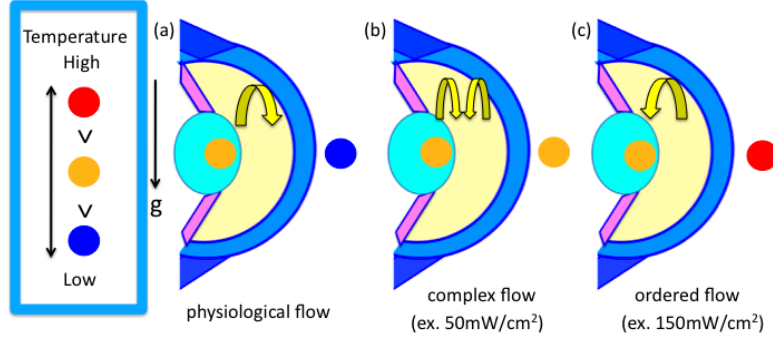 Temperature
High
>
>
Low
g
(a)
physiological flow
(b)
complex flow
(ex. 50mW/cm²)
(c)
ordered flow
(ex. 150mW/cm²)